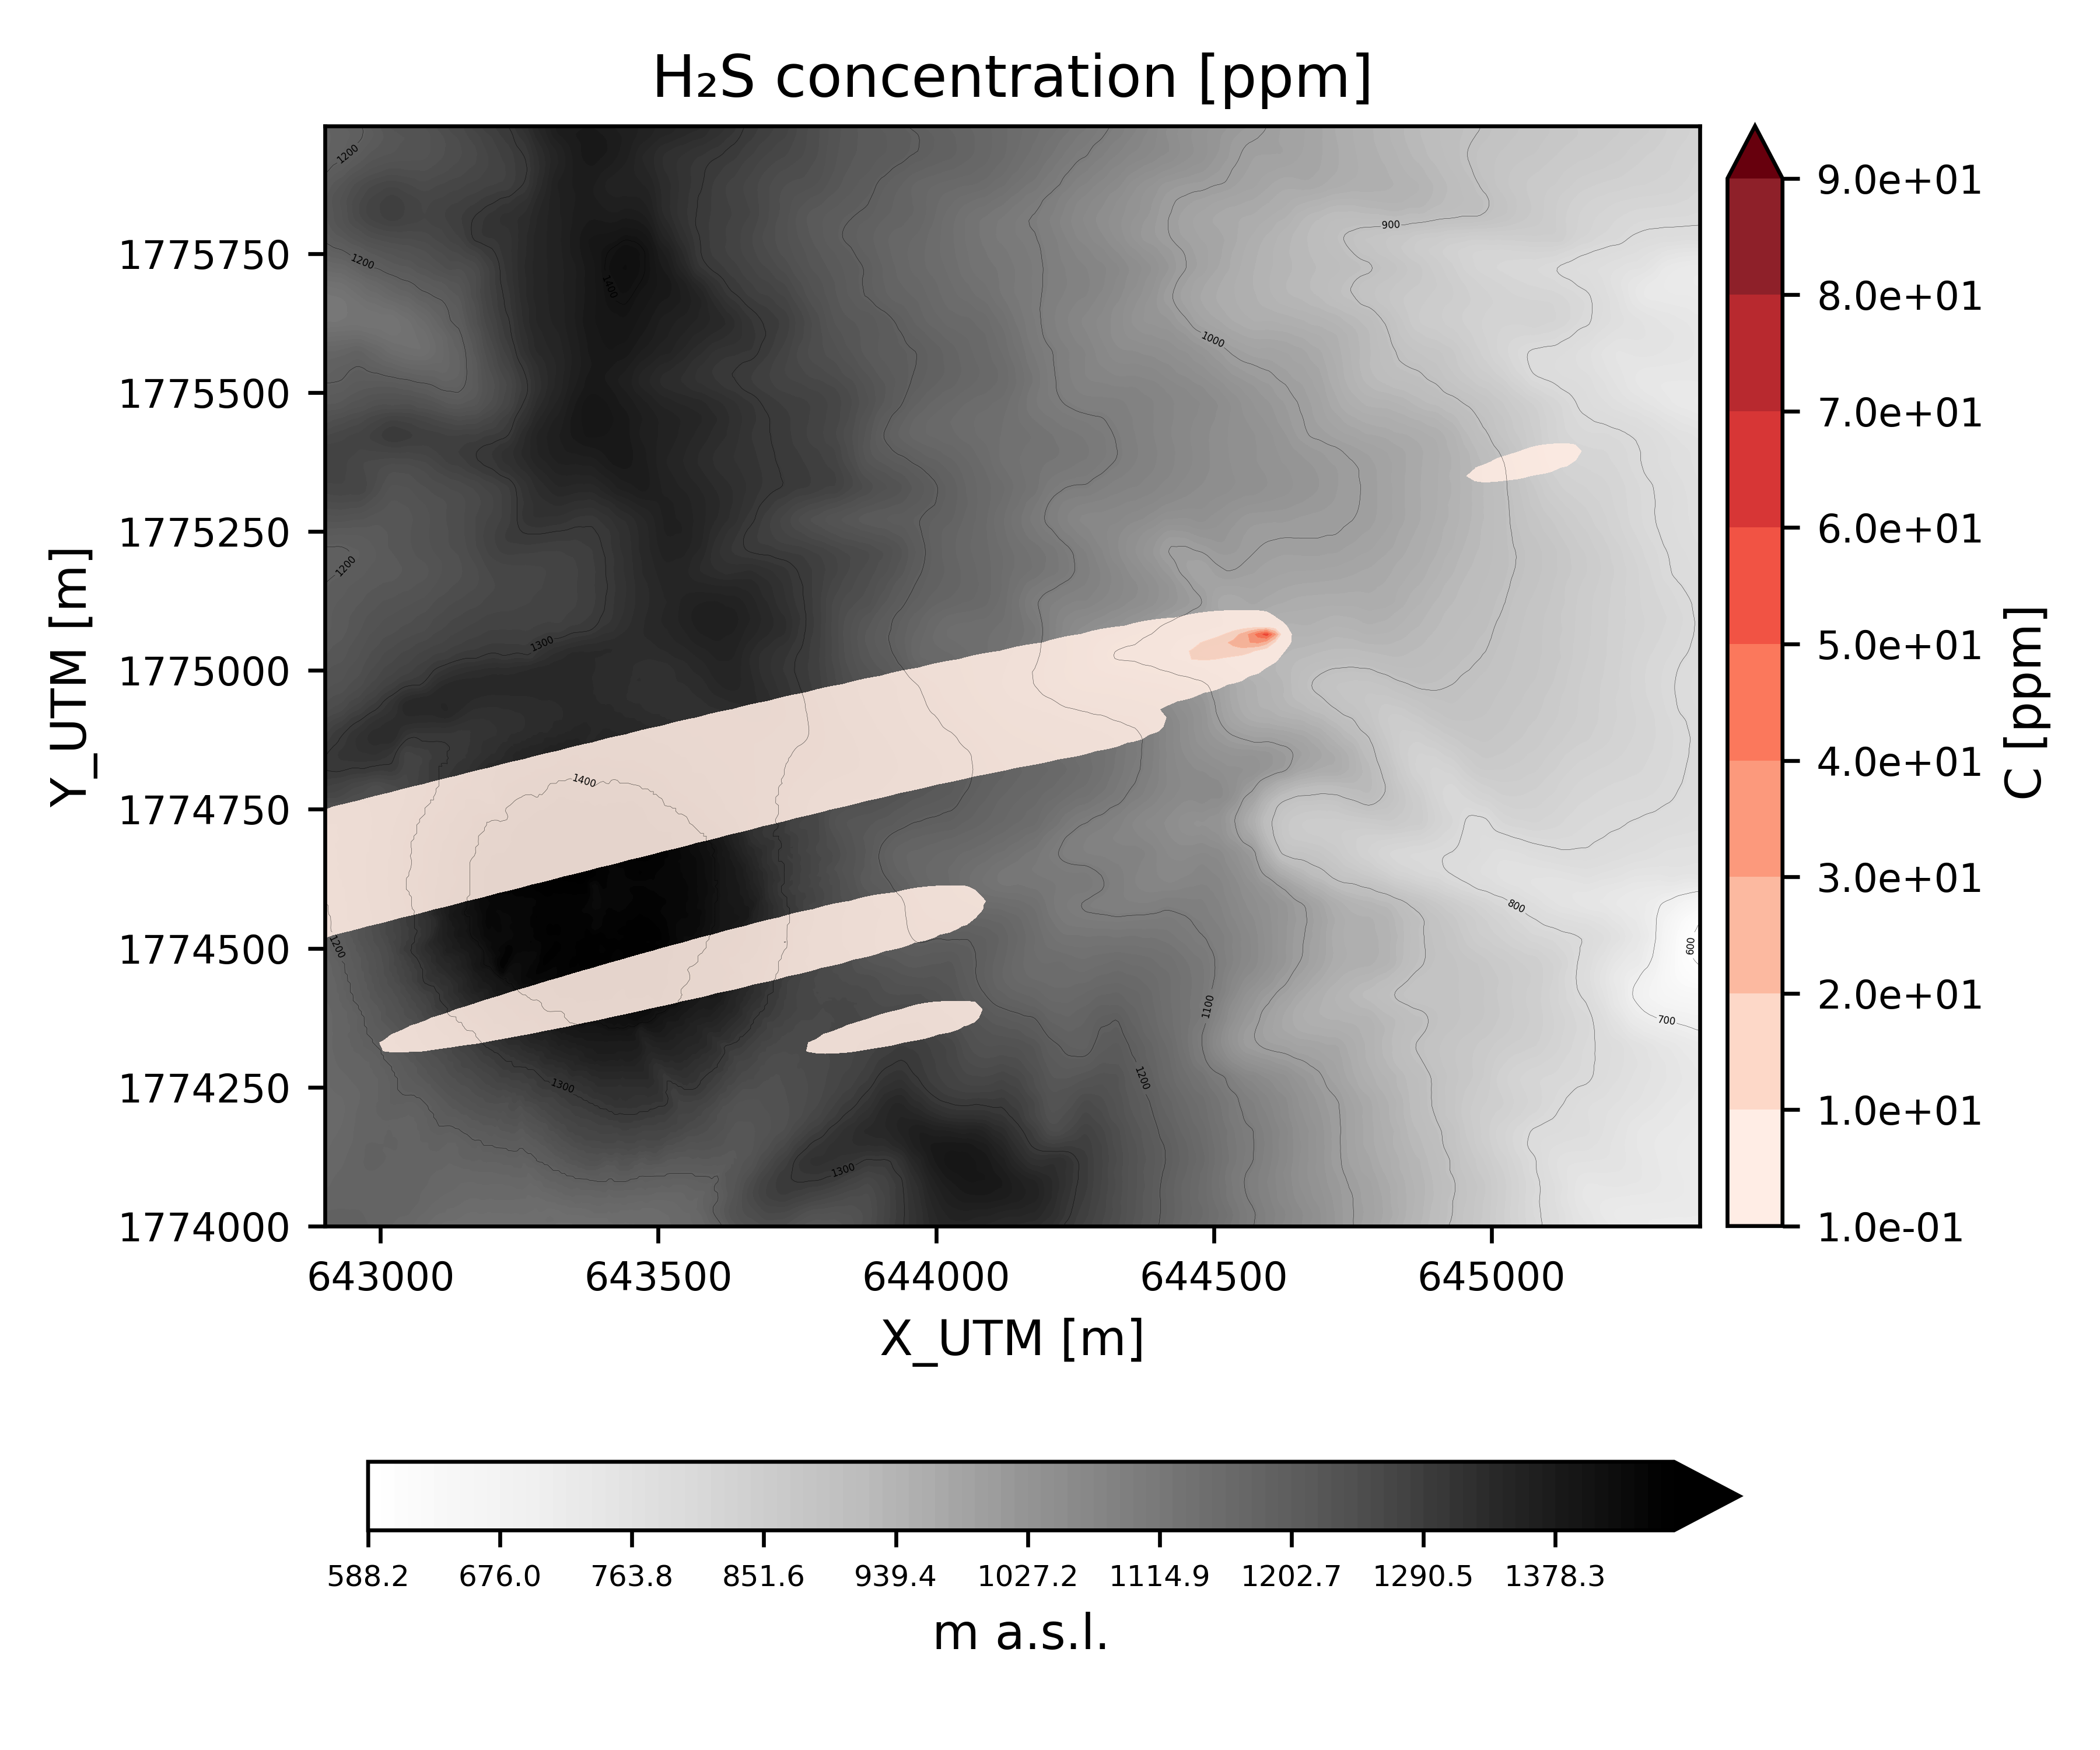 H₂S concentration [ppm]
1200
900
9.0e+01
1775750
1200
1400
8.0e+01
1000
1775500
7.0e+01
1775250
6.0e+01
1200
1300
5.0e+01
1775000
Y_UTM [m]
C [ppm]
1400
4.0e+01
1774750
3.0e+01
800
1200
600
1774500
2.0e+01
1100
700
1200
1300
1774250
1.0e+01
1300
1774000
1.0e-01
643000 643500 644000 644500 645000
X_UTM [m]
588.2 676.0 763.8 851.6 939.4 1027.2 1114.9 1202.7 1290.5 1378.3
m a.s.l.